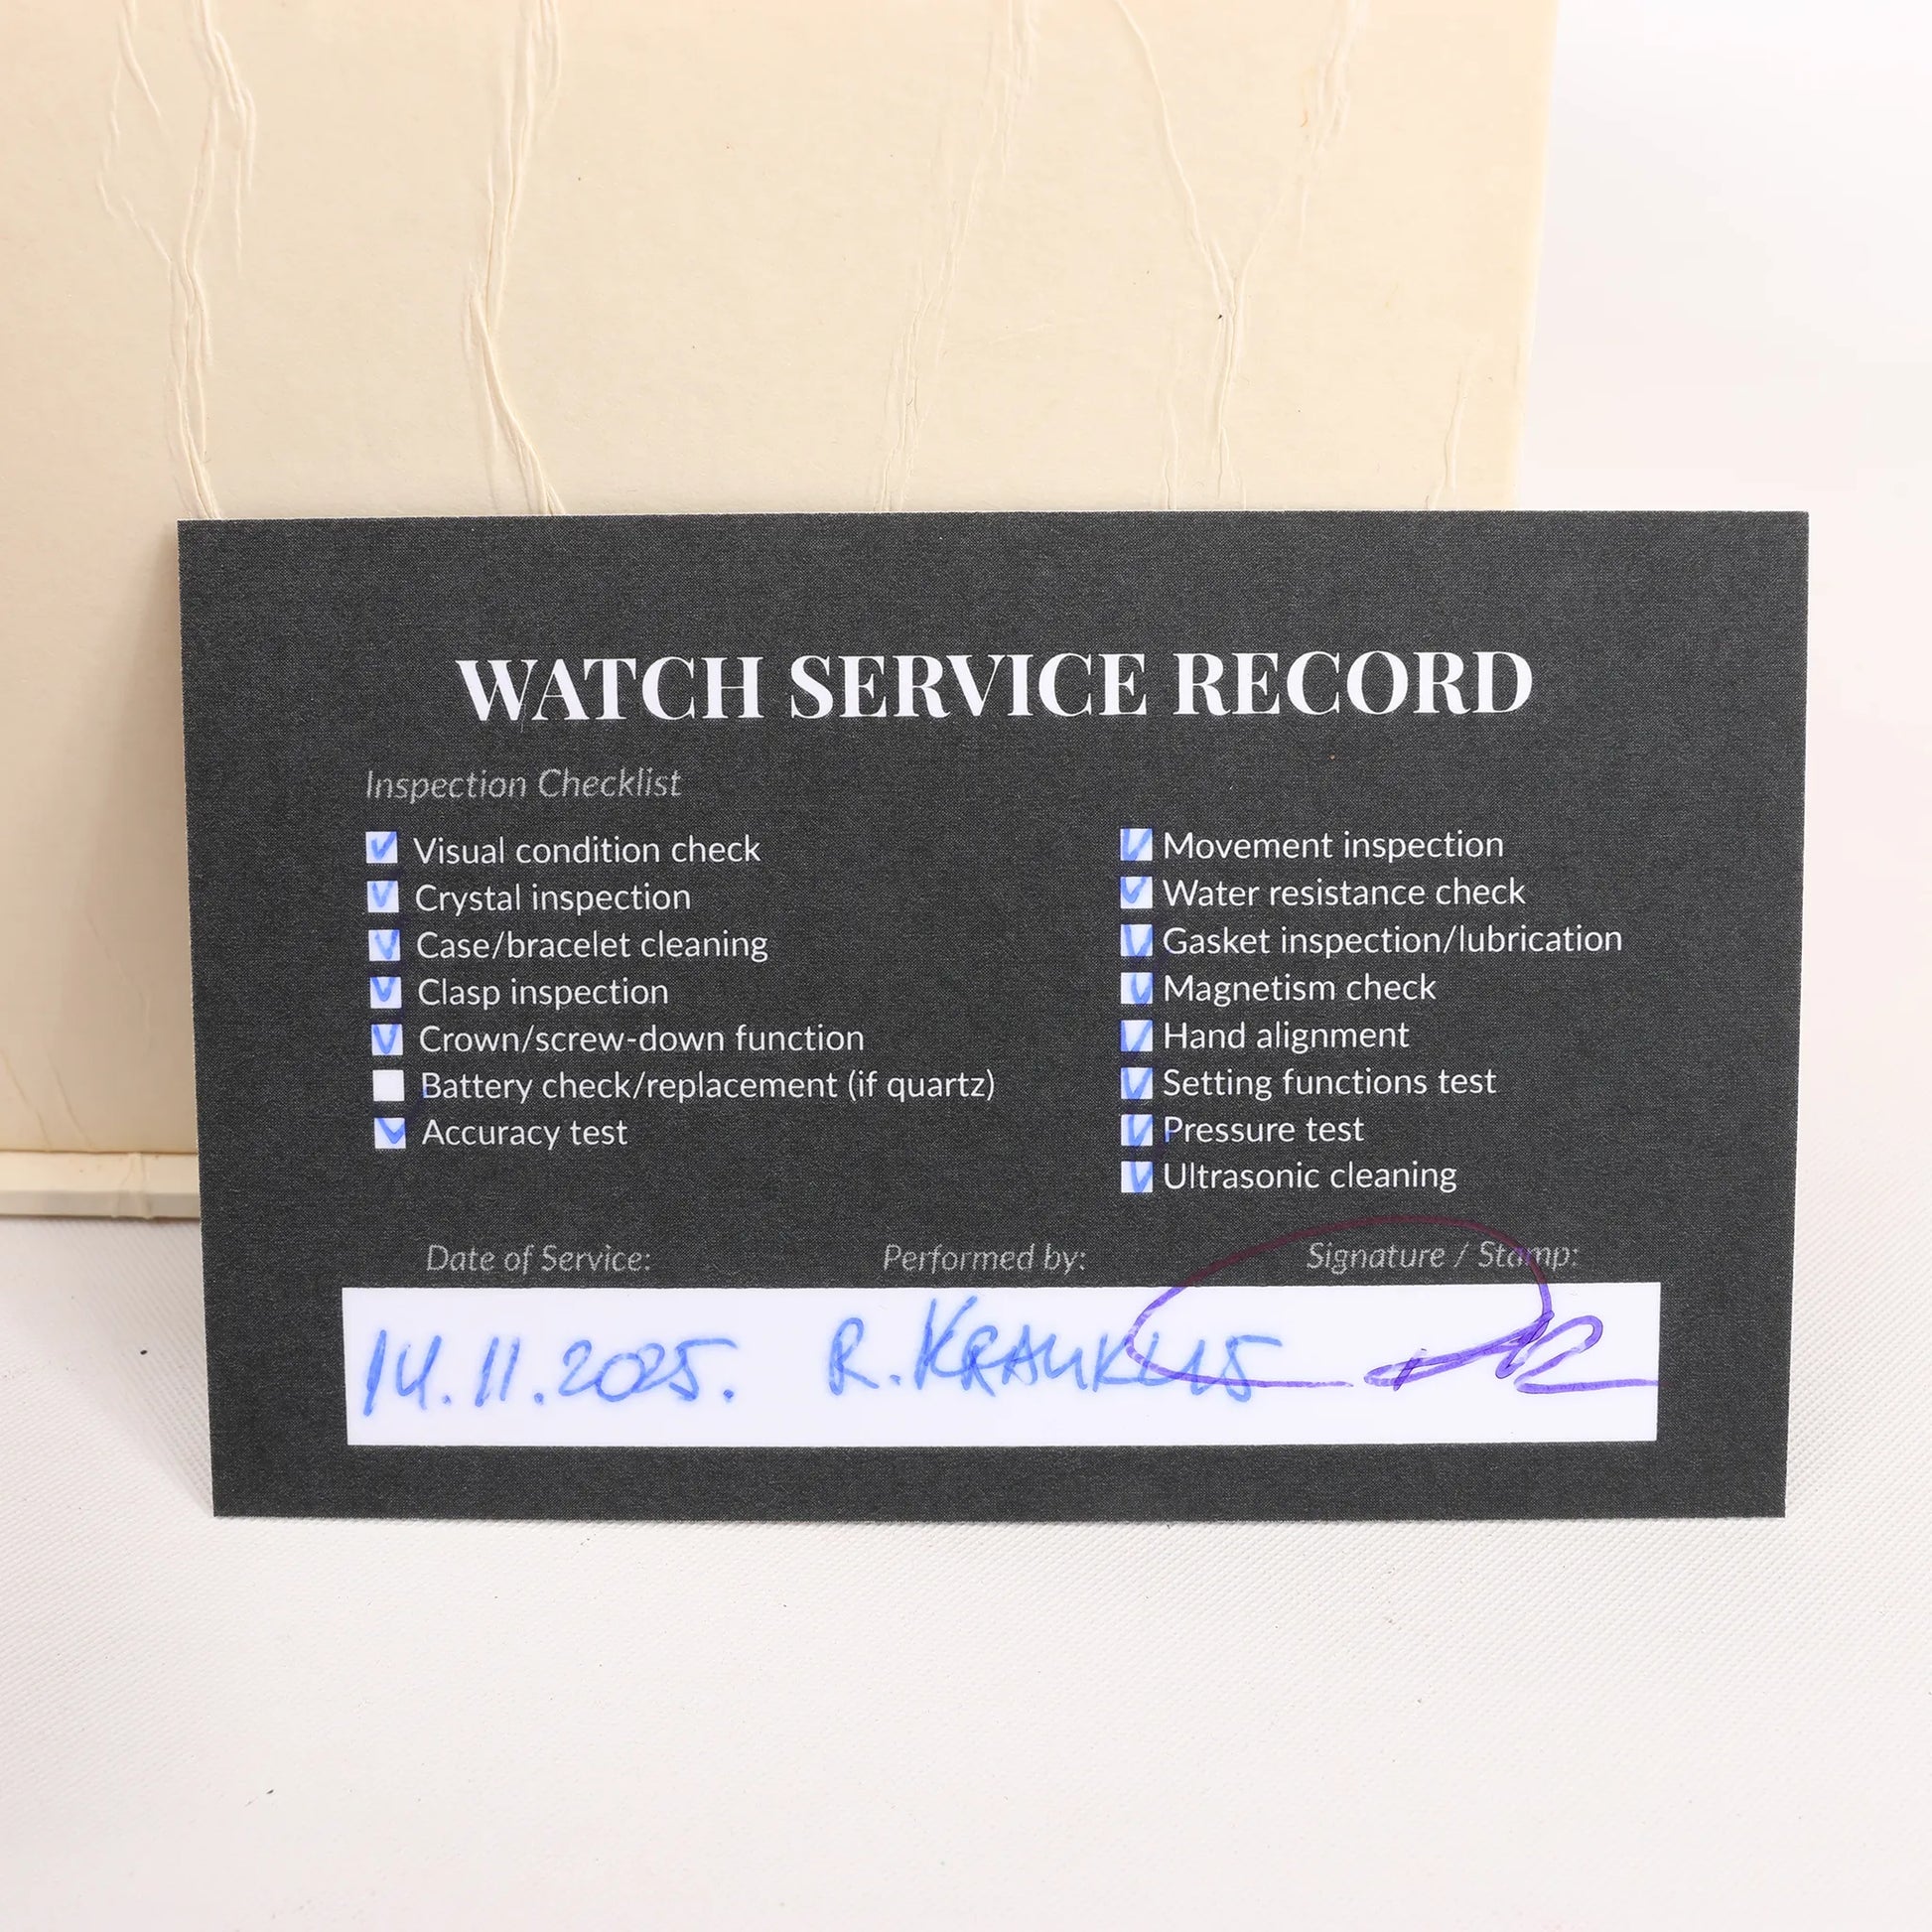 WATCH SERVICE RECORD
Inspection Checklist
Visual condition check
Crystal inspection
Case/bracelet cleaning
Clasp inspection
Crown/screw-down function
Battery check/replacement (if quartz)
Accuracy test
Movement inspection
Water resistance check
Gasket inspection/lubrication
Magnetism check
Hand alignment
Setting functions test
Pressure test
Ultrasonic cleaning
Date of Service: Performed by: Signature / Stamp:
14.11.2025. R.